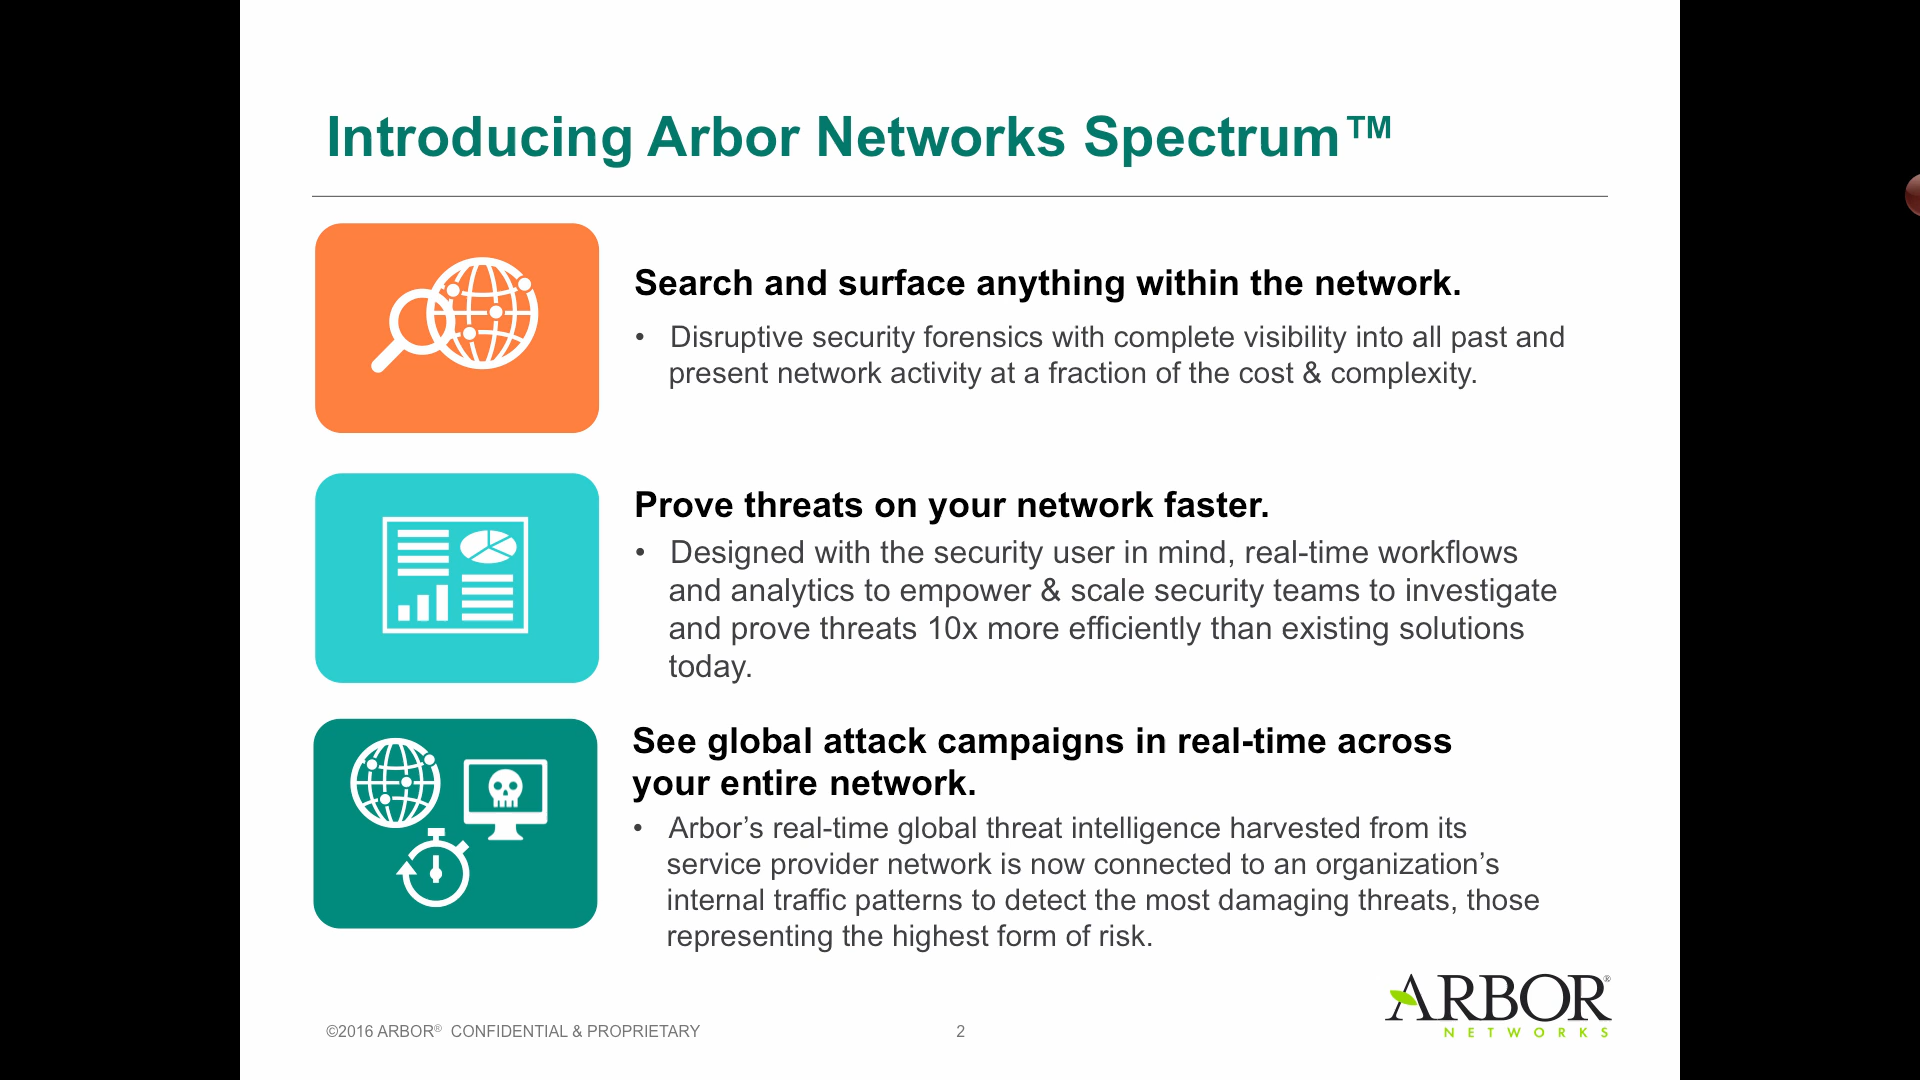 Introducing Arbor Networks Spectrum™
Search and surface anything within the network.
• Disruptive security forensics with complete visibility into all past and
present network activity at a fraction of the cost & complexity.
Prove threats on your network faster.
• Designed with the security user in mind, real-time workflows
and analytics to empower & scale security teams to investigate
and prove threats 10x more efficiently than existing solutions
today.
See global attack campaigns in real-time across
your entire network.
• Arbor’s real-time global threat intelligence harvested from its
service provider network is now connected to an organization’s
internal traffic patterns to detect the most damaging threats, those
representing the highest form of risk.
©2016 ARBOR® CONFIDENTIAL & PROPRIETARY
2
ARBOR®
NETWORKS